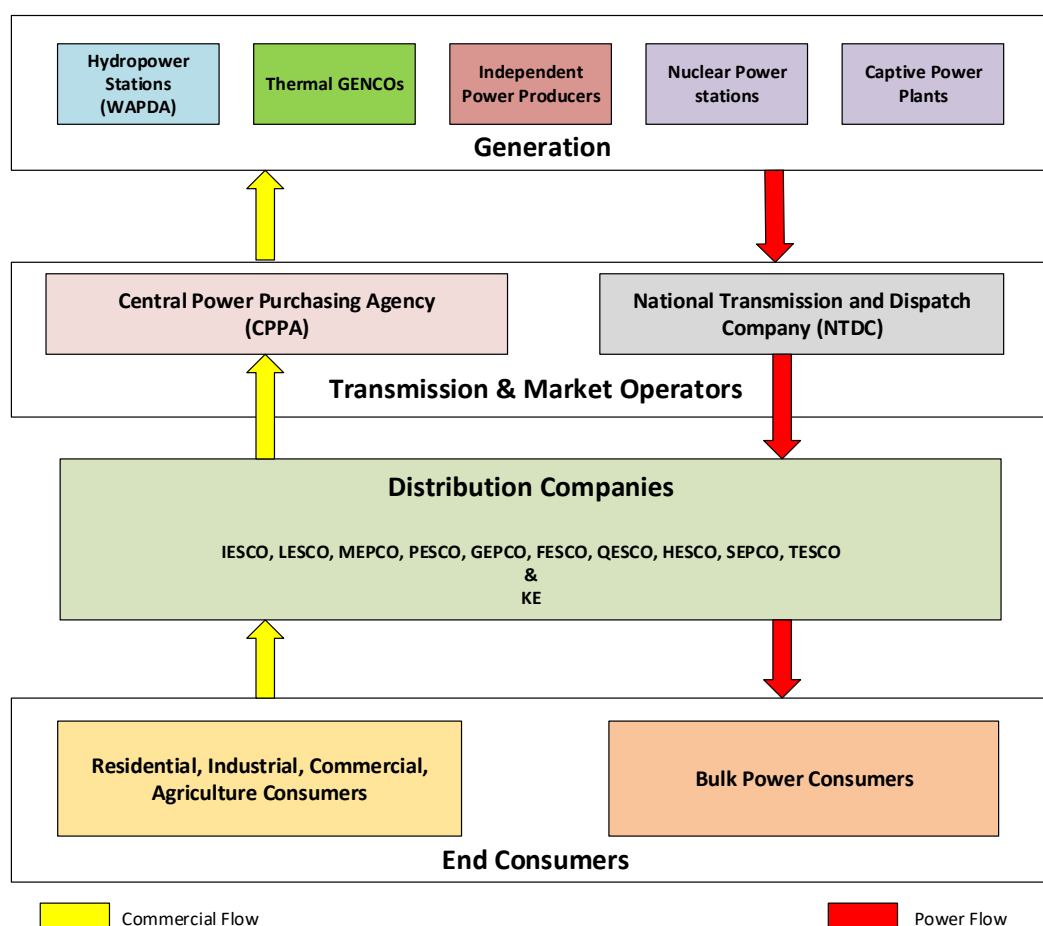 Hydropower
Stations
(WAPDA)
Thermal GENCOs
Independent
Power Producers
Nuclear Power
stations
Captive Power
Plants
Generation
Central Power Purchasing Agency
(CPPA)
National Transmission and Dispatch
Company (NTDC)
Transmission & Market Operators
Distribution Companies
IESCO, LESCO, MEPCO, PESCO, GEPCO, FESCO, QESCO, HESCO, SEPCO, TESCO
&
KE
Residential, Industrial, Commercial,
Agriculture Consumers
Bulk Power Consumers
End Consumers
Commercial Flow
Power Flow